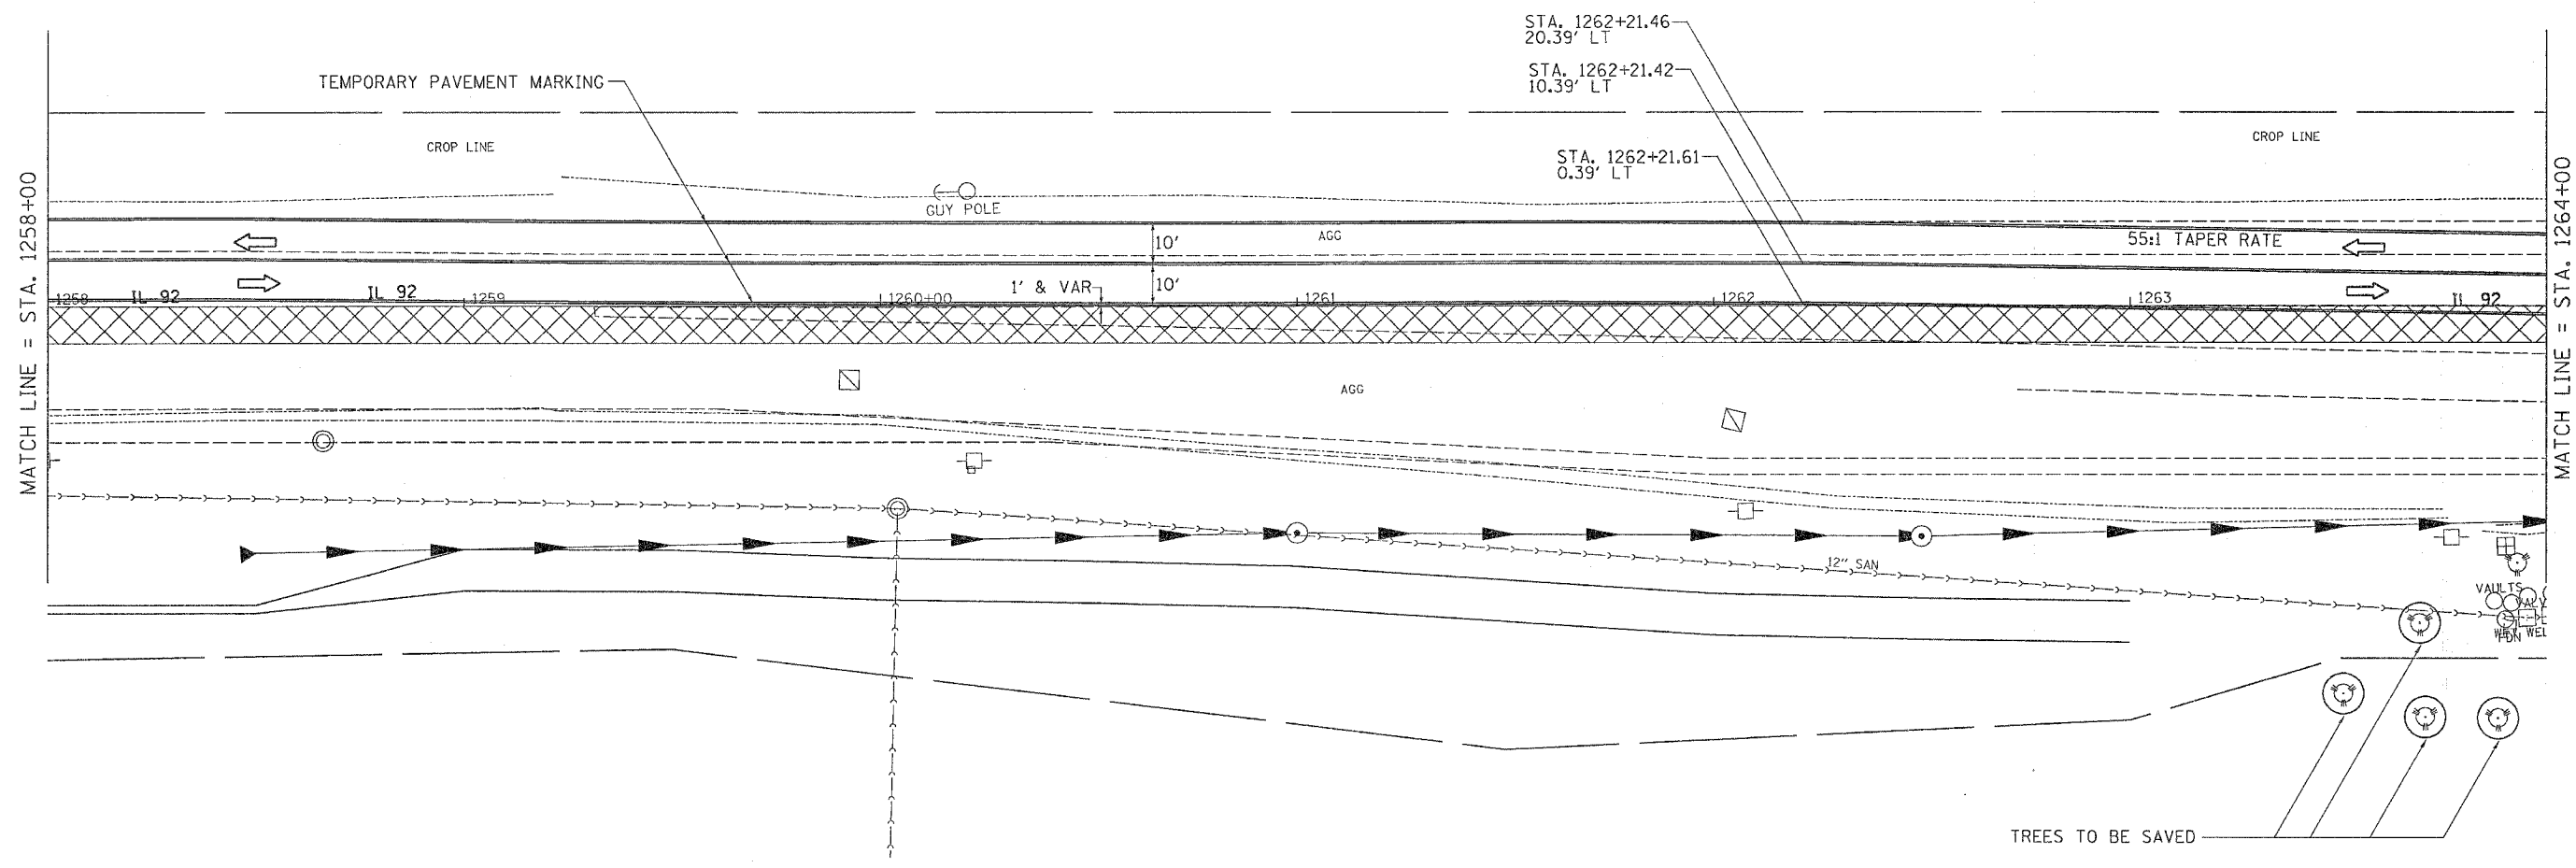 STA. 1262+21.46
20.39' LT
TEMPORARY PAVEMENT MARKING
STA. 1262+21.42
10.39' LT
CROP LINE
CROP LINE
STA. 1262+21.61
0.39' LT
MATCH LINE = STA. 1258+00
MATCH LINE = STA. 1264+00
GUY POLE
10'
AGG
55:1 TAPER RATE
1' & VAR
10'
1258
IL 92
IL 92
1259
1260+00
1261
1262
1263
IL 92
AGG
12" SAN
VAULTS
TREES TO BE SAVED